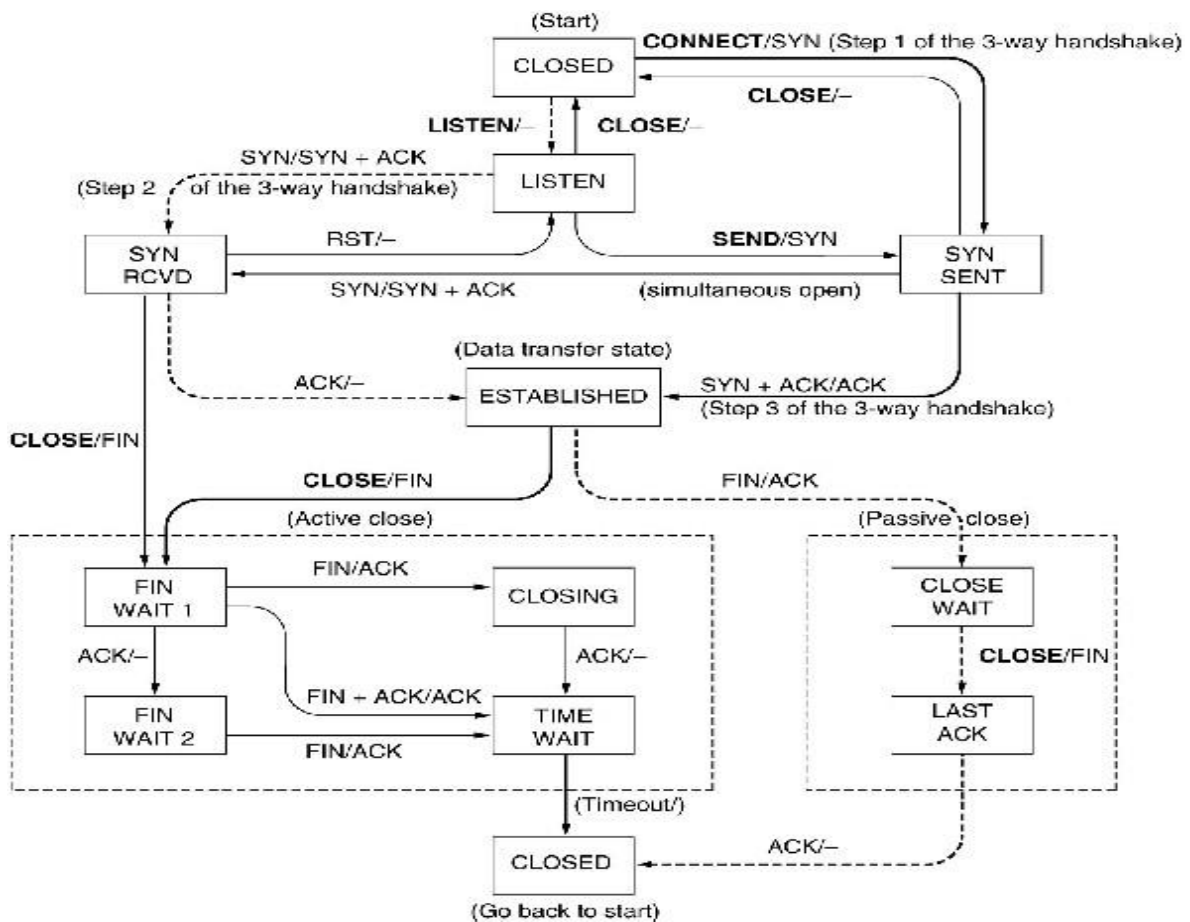 (Start)
CONNECT/SYN (Step 1 of the 3-way handshake)
CLOSED
CLOSE/–
LISTEN/–
CLOSE/–
SYN/SYN + ACK
(Step 2 of the 3-way handshake)
LISTEN
SYN
RCVD
RST/–
SEND/SYN
SYN
SENT
SYN/SYN + ACK
(simultaneous open)
(Data transfer state)
ACK/–
ESTABLISHED
SYN + ACK/ACK
(Step 3 of the 3-way handshake)
CLOSE/FIN
CLOSE/FIN
FIN/ACK
(Active close)
(Passive close)
FIN
WAIT 1
FIN/ACK
CLOSING
CLOSE
WAIT
ACK/–
ACK/–
CLOSE/FIN
FIN + ACK/ACK
FIN
WAIT 2
FIN/ACK
TIME
WAIT
LAST
ACK
(Timeout/)
CLOSED
ACK/–
(Go back to start)